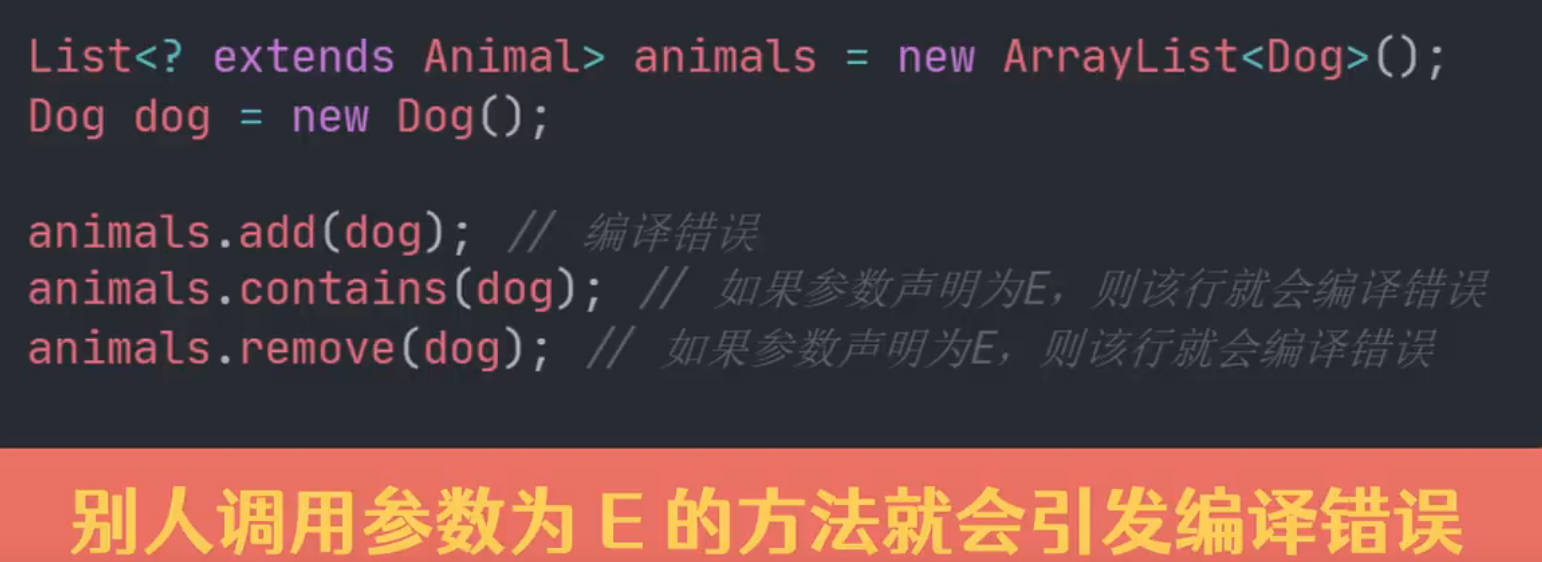 List<? extends Animal> animals = new ArrayList<Dog>();
Dog dog = new Dog();
animals.add(dog); // 编译错误
animals.contains(dog); // 如果参数声明为E，则该行就会编译错误
animals.remove(dog); // 如果参数声明为E，则该行就会编译错误
别人调用参数为 E 的方法就会引发编译错误